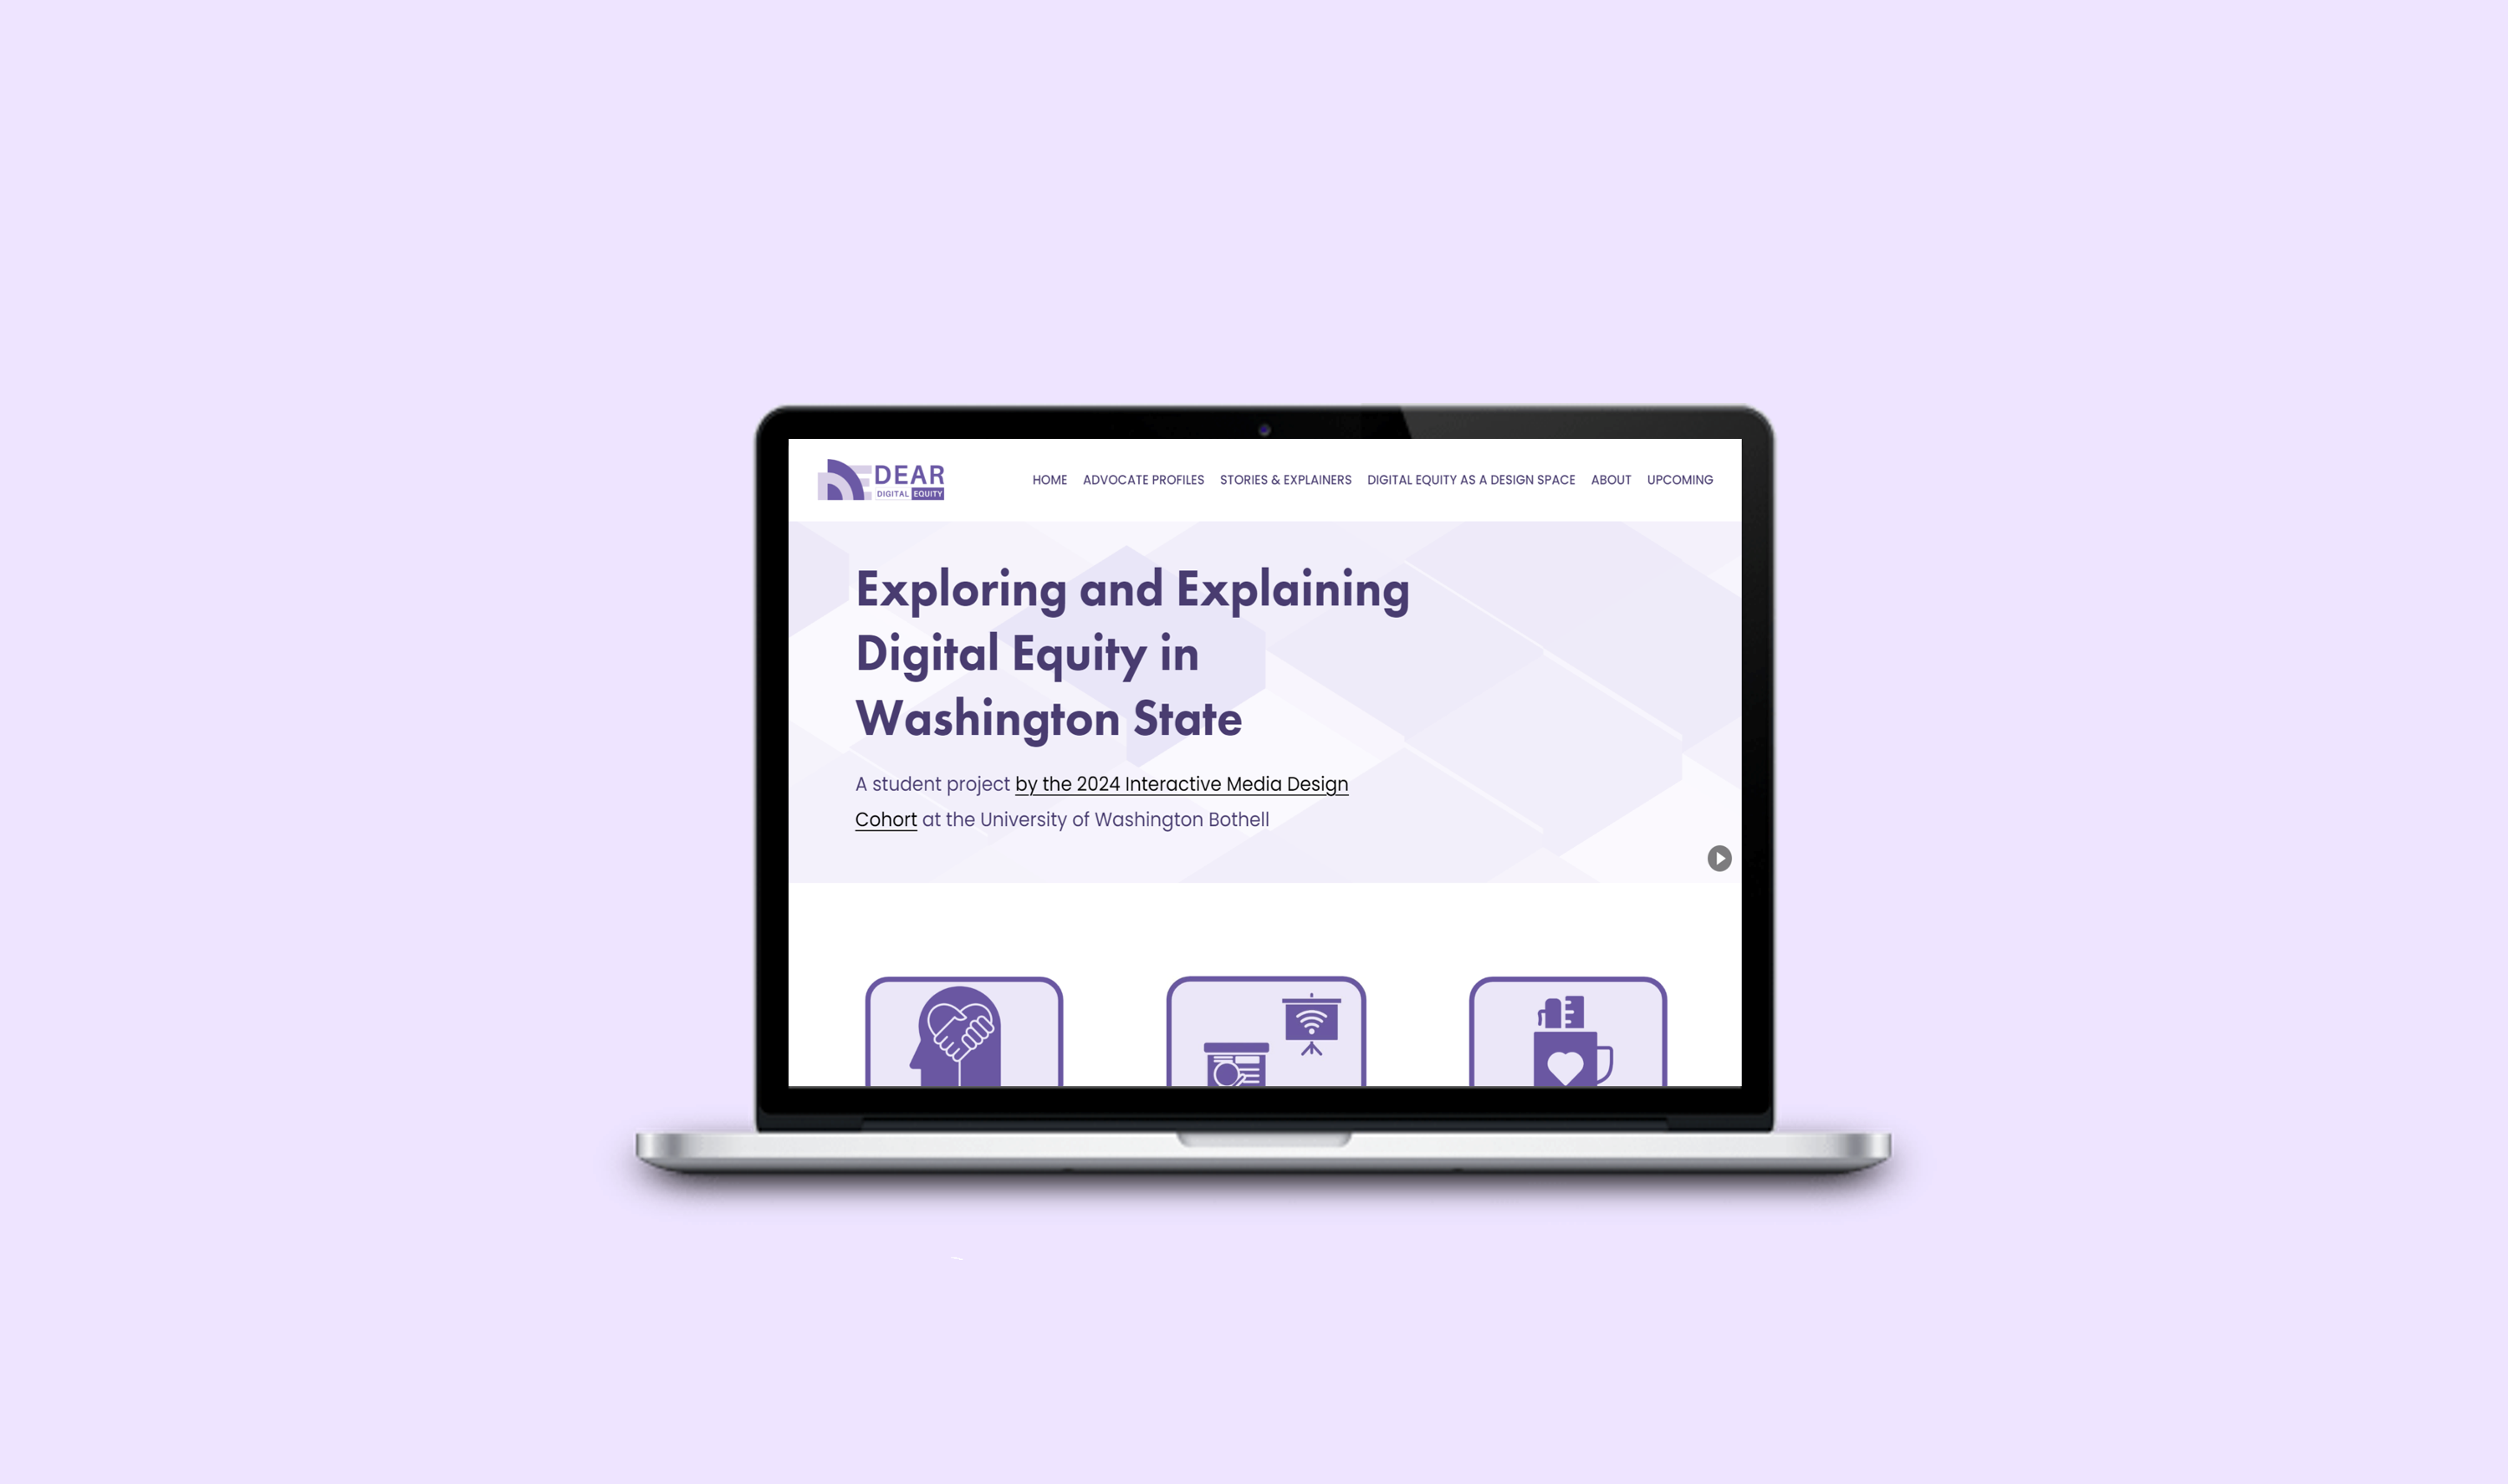 DEAR
DIGITAL EQUITY
HOME ADVOCATE PROFILES STORIES & EXPLAINERS DIGITAL EQUITY AS A DESIGN SPACE ABOUT UPCOMING
Exploring and Explaining
Digital Equity in
Washington State
A student project by the 2024 Interactive Media Design
Cohort at the University of Washington Bothell